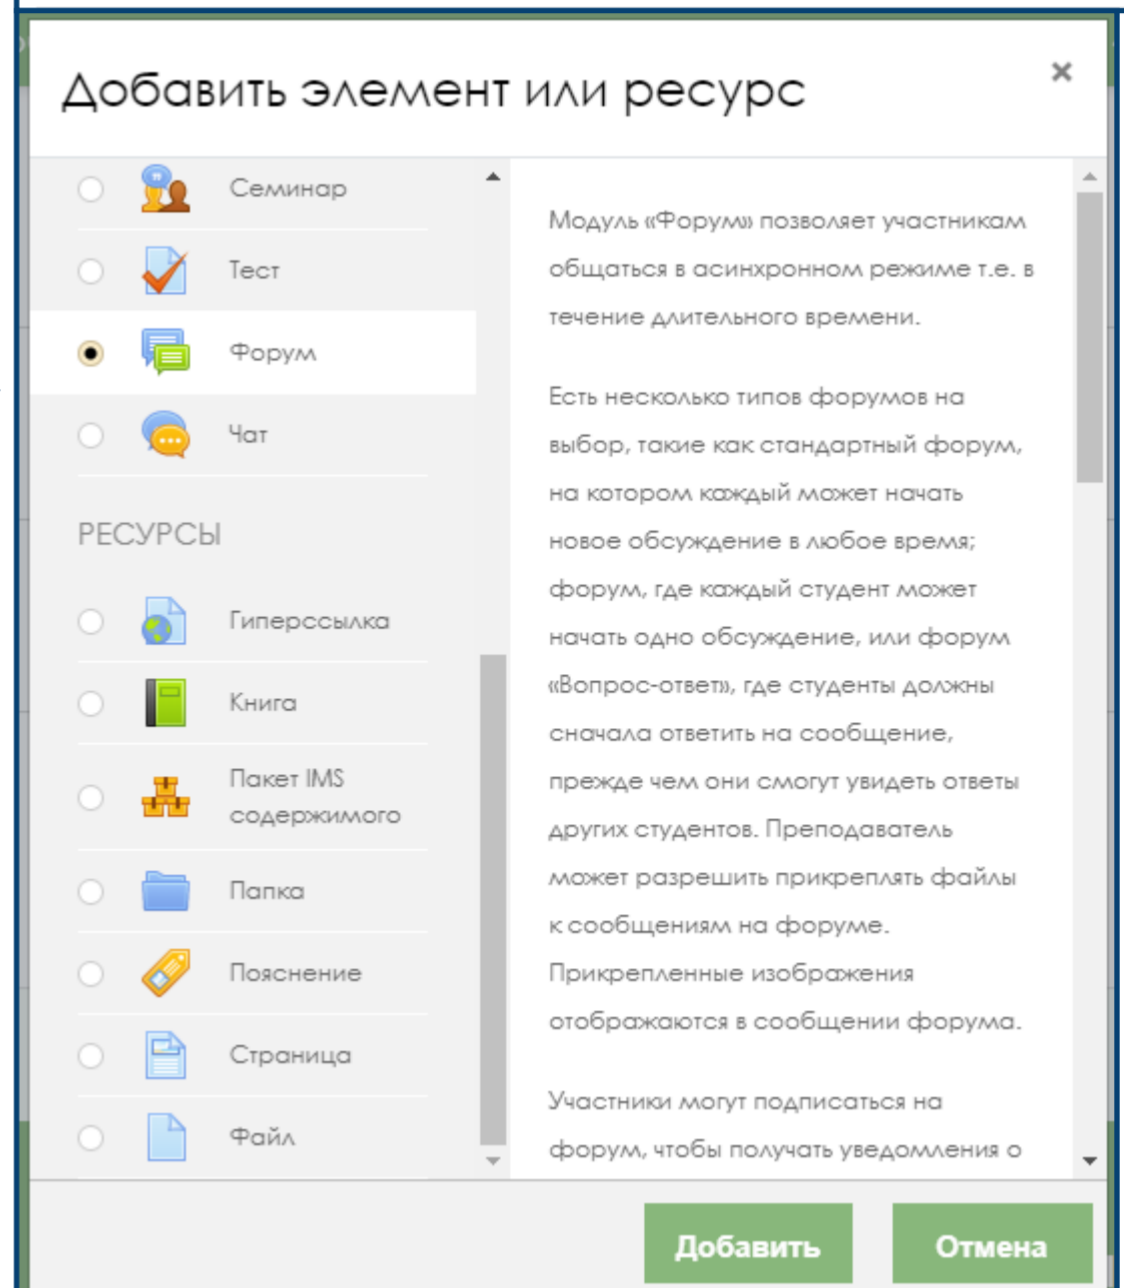 Добавить элемент или ресурс
×
Семинар
Тест
Форум
Чат
РЕСУРСЫ
Гиперссылка
Книга
Пакет IMS
содержимого
Папка
Пояснение
Страница
Файл
Модуль «Форум» позволяет участникам
общаться в асинхронном режиме т.е. в
течение длительного времени.
Есть несколько типов форумов на
выбор, такие как стандартный форум,
на котором каждый может начать
новое обсуждение в любое время;
форум, где каждый студент может
начать одно обсуждение, или форум
«Вопрос-ответ», где студенты должны
сначала ответить на сообщение,
прежде чем они смогут увидеть ответы
других студентов. Преподаватель
может разрешить прикреплять файлы
к сообщениям на форуме.
Прикрепленные изображения
отображаются в сообщении форума.
Участники могут подписаться на
форум, чтобы получать уведомления о
Добавить
Отмена